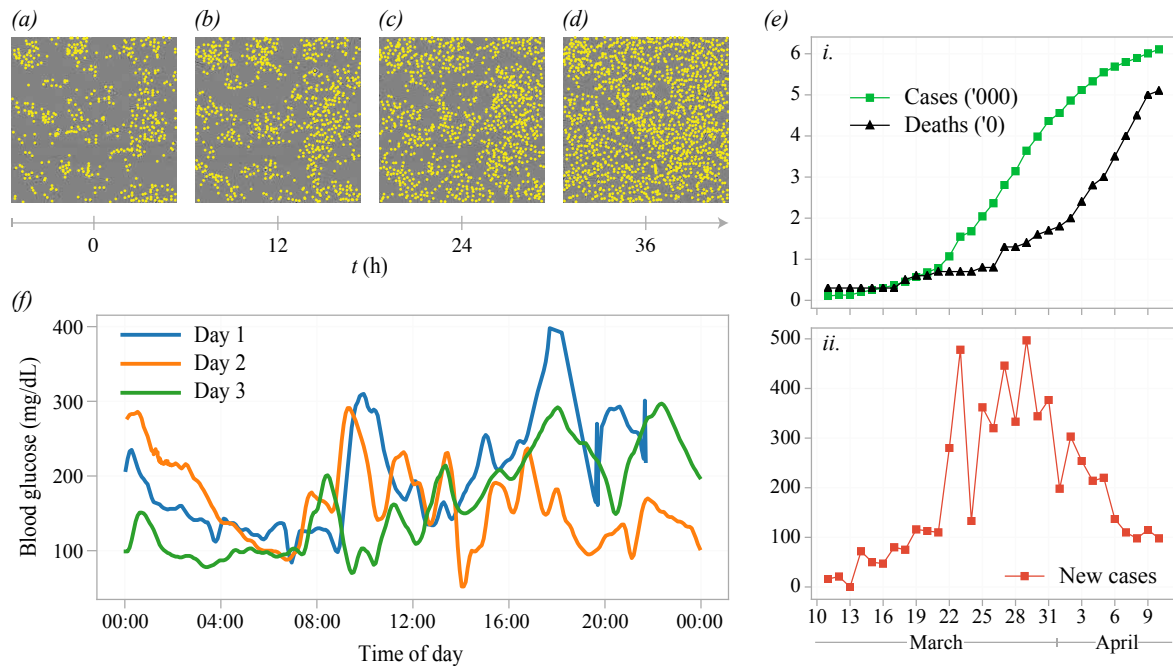 (a)
(b)
(c)
(d)
0
12
24
36
t (h)
(e)
i.
6
5
4
3
2
1
0
Cases ('000)
Deaths ('0)
ii.
500
400
300
200
100
0
New cases
10 13 16 19 22 25 28 31 3 6 9
March April
(f)
Blood glucose (mg/dL)
400
300
200
100
Day 1
Day 2
Day 3
00:00 04:00 08:00 12:00 16:00 20:00 00:00
Time of day